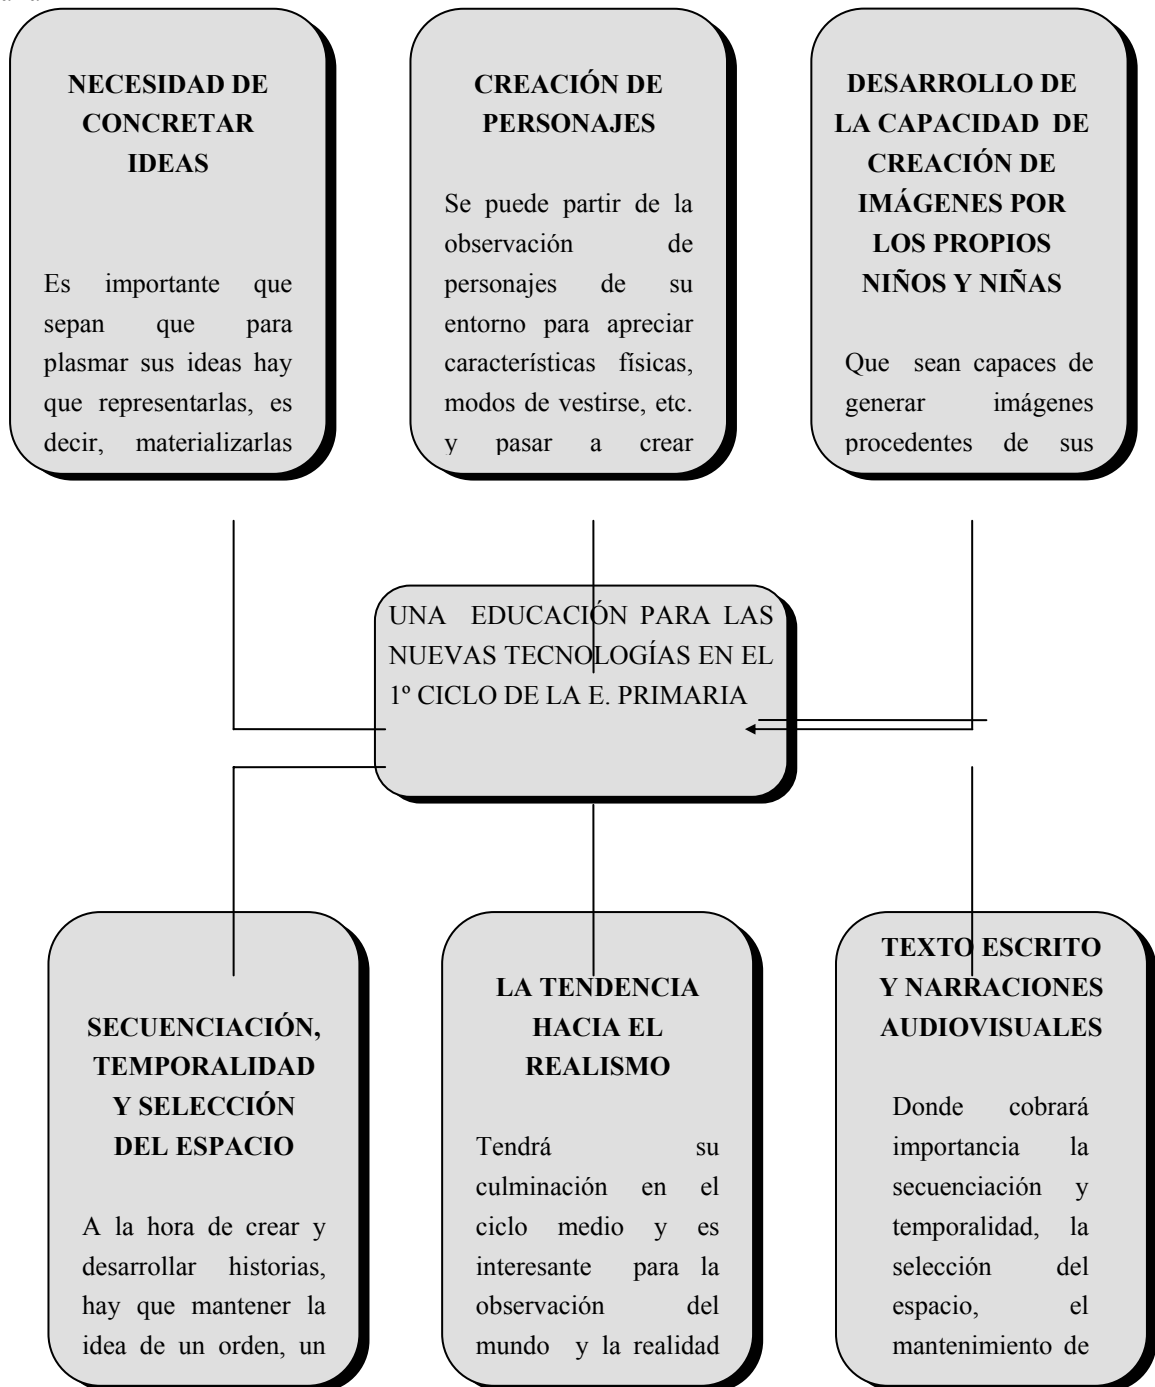 NECESIDAD DE
CONCRETAR
IDEAS
Es importante que
sepan que para
plasmar sus ideas hay
que representarlas, es
decir, materializarlas
CREACIÓN DE
PERSONAJES
Se puede partir de la
observación de
personajes de su
entorno para apreciar
características físicas,
modos de vestirse, etc.
y pasar a crear
DESARROLLO DE
LA CAPACIDAD DE
CREACIÓN DE
IMÁGENES POR
LOS PROPIOS
NIÑOS Y NIÑAS
Que sean capaces de
generar imágenes
procedentes de sus
UNA EDUCACIÓN PARA LAS
NUEVAS TECNOLOGÍAS EN EL
1º CICLO DE LA E. PRIMARIA
SECUENCIACIÓN,
TEMPORALIDAD
Y SELECCIÓN
DEL ESPACIO
A la hora de crear y
desarrollar historias,
hay que mantener la
idea de un orden, un
LA TENDENCIA
HACIA EL
REALISMO
Tendrá su
culminación en el
ciclo medio y es
interesante para la
observación del
mundo y la realidad
TEXTO ESCRITO
Y NARRACIONES
AUDIOVISUALES
Donde cobrará
importancia la
secuenciación y
temporalidad, la
selección del
espacio, el
mantenimiento de